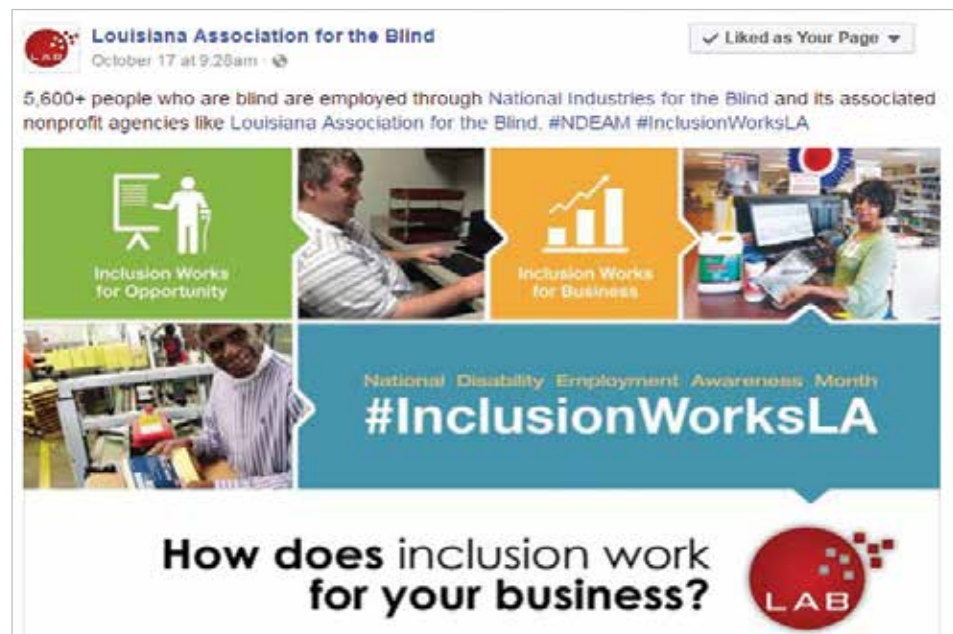 Louisiana Association for the Blind
October 17 at 9:28am
Liked as Your Page
5,600+ people who are blind are employed through National Industries for the Blind and its associated
nonprofit agencies like Louisiana Association for the Blind. #NDEAM #InclusionWorksLA
Inclusion Works
for Opportunity
Inclusion Works
for Business
National Disability Employment Awareness Month
#InclusionWorksLA
How does inclusion work
for your business?
LAB